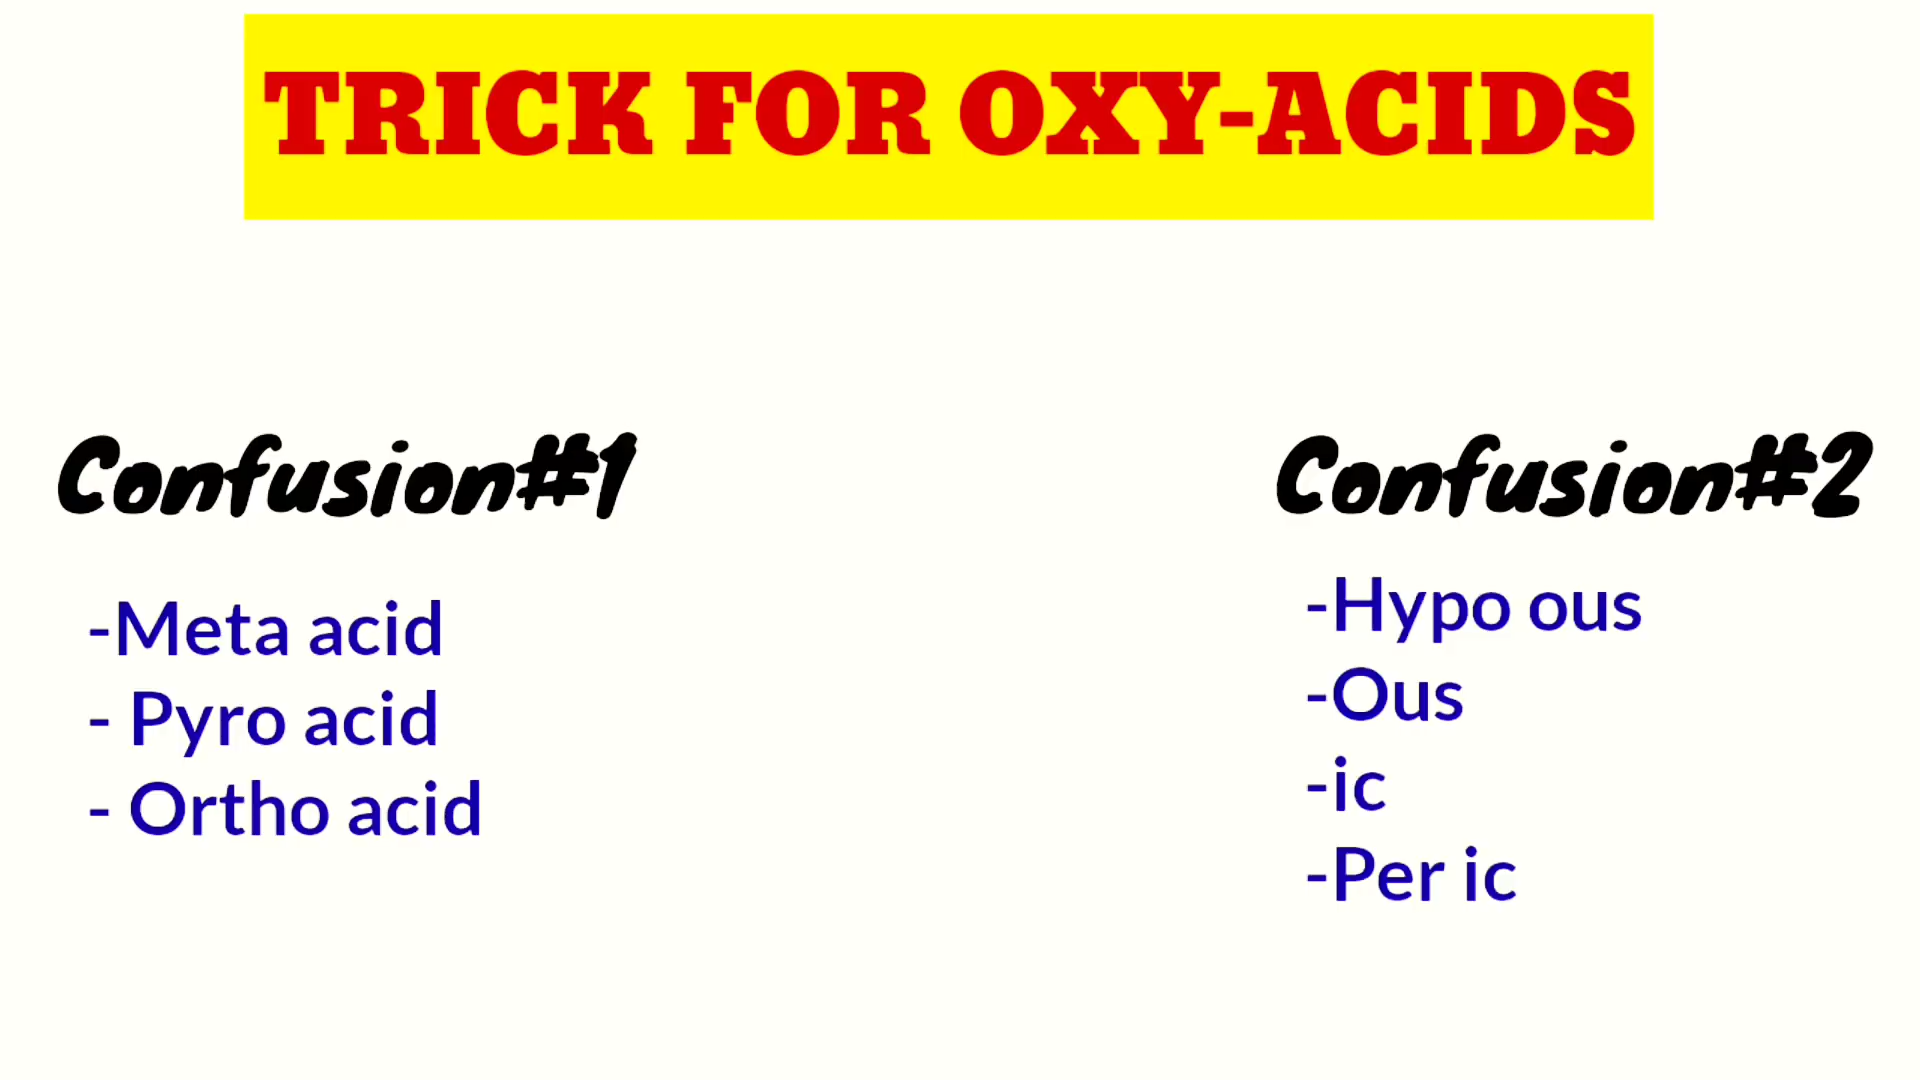 TRICK FOR OXY-ACIDS
Confusion#1
-Meta acid
- Pyro acid
- Ortho acid
Confusion#2
-Hypo ous
-Ous
-ic
-Per ic